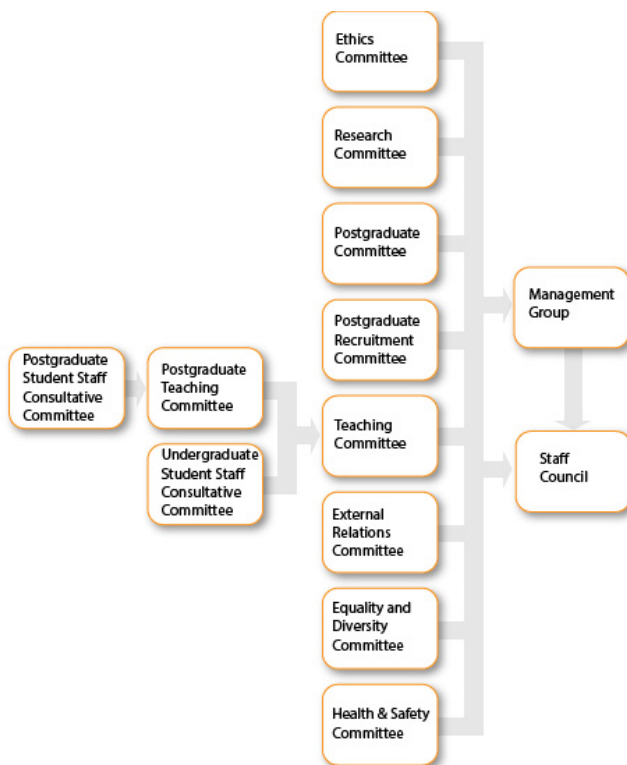 Ethics
Committee
Research
Committee
Postgraduate
Committee
Postgraduate
Recruitment
Committee
Management
Group
Postgraduate
Student Staff
Consultative
Committee
Postgraduate
Teaching
Committee
Teaching
Committee
Undergraduate
Student Staff
Consultative
Committee
Staff
Council
External
Relations
Committee
Equality and
Diversity
Committee
Health & Safety
Committee